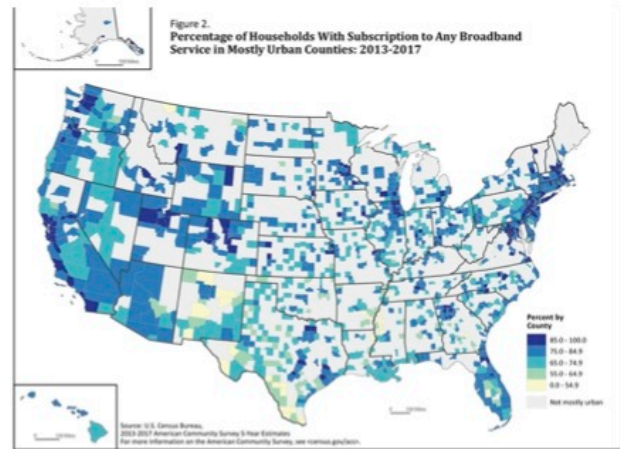 Figure 2.
Percentage of Households With Subscription to Any Broadband
Service in Mostly Urban Counties: 2013-2017
Percent by
County
85.0 - 100.0
75.0 - 84.9
65.0 - 74.9
55.0 - 64.9
0.0 - 54.9
Not mostly urban
Source: U.S. Census Bureau,
2013-2017 American Community Survey 5-Year Estimates
For more information on the American Community Survey, see <census.gov/acs>.